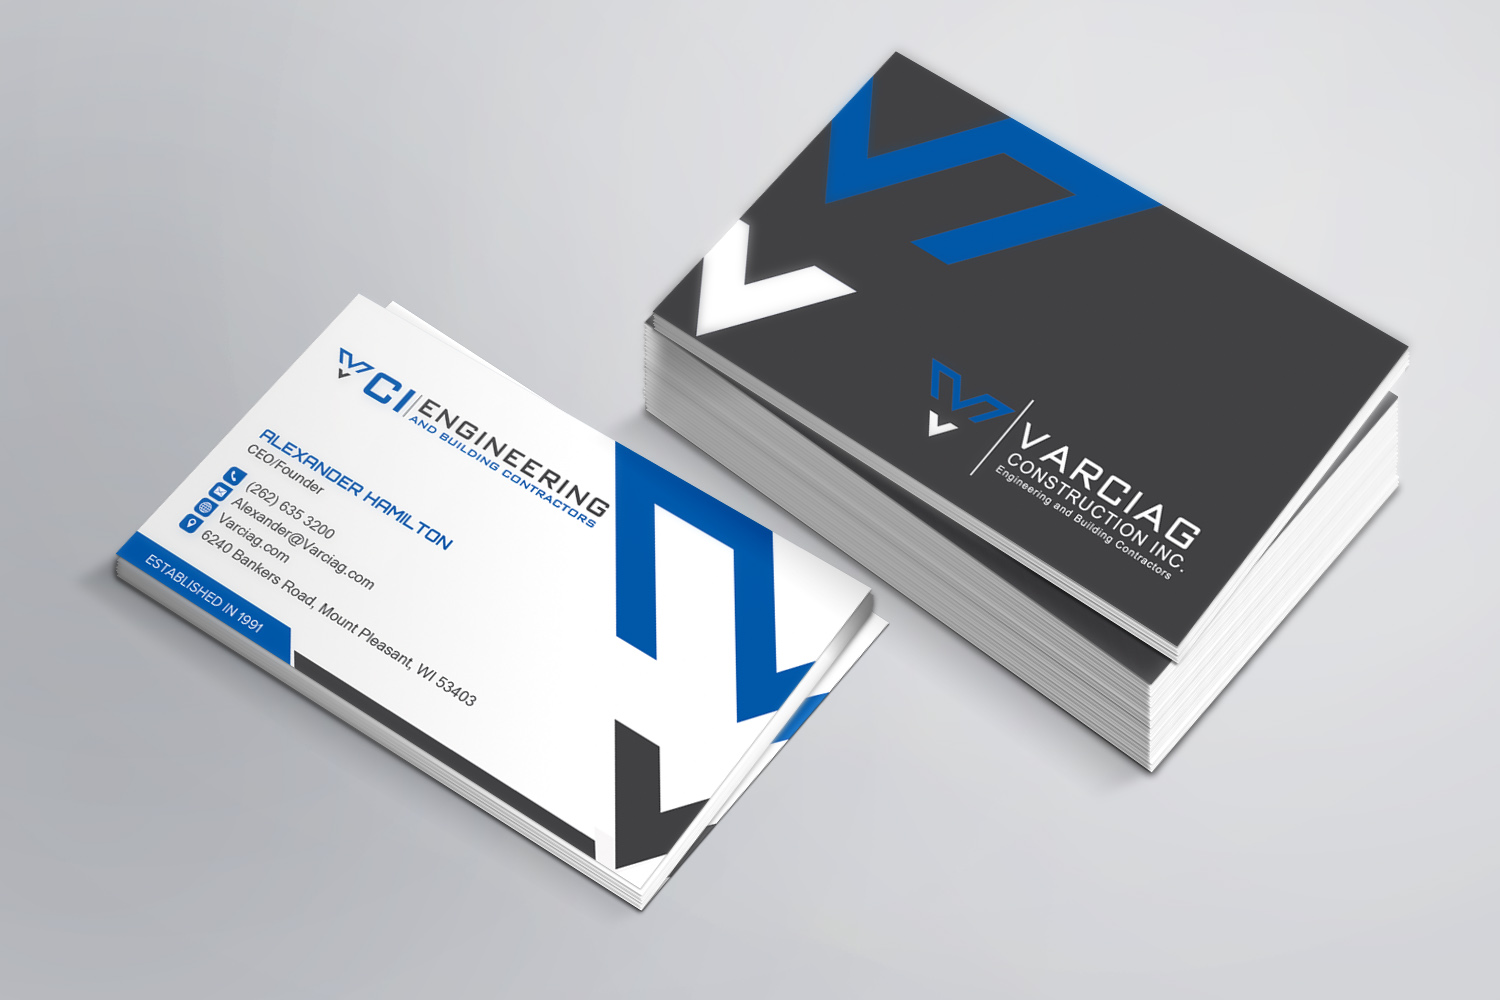 CI ENGINEERING
AND BUILDING CONTRACTORS
ALEXANDER HAMILTON
CEO/Founder
(262) 635 3200
Alexander@Varciag.com
Varciag.com
6240 Bankers Road, Mount Pleasant, WI 53403
ESTABLISHED IN 1991
VARCIAG
CONSTRUCTION INC.
Engineering and Building Contractors